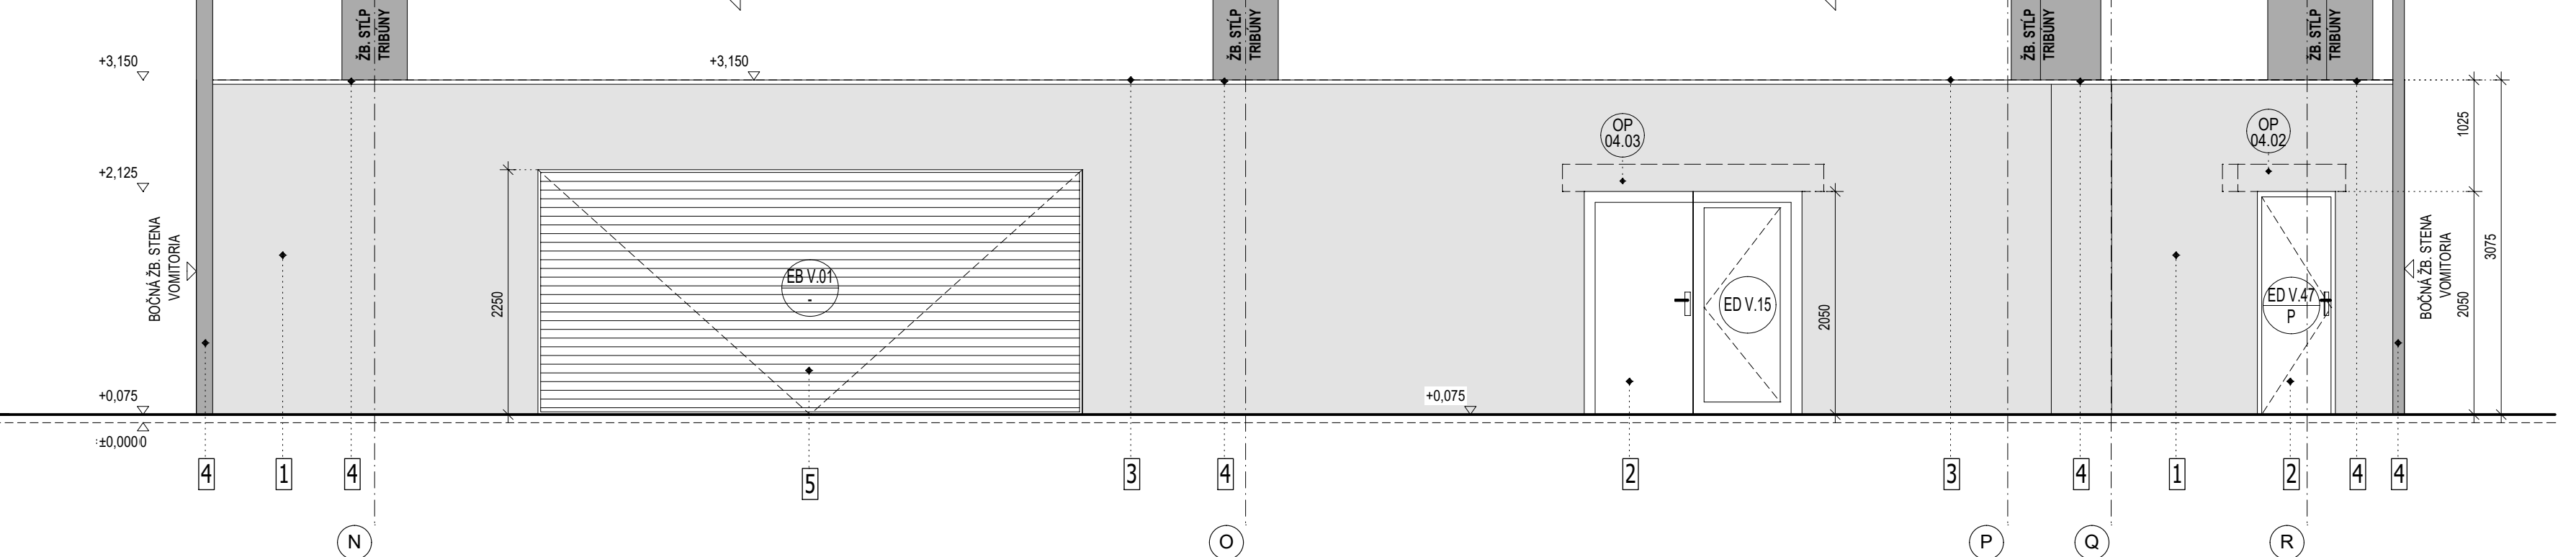 ŽB. STĹP
TRIBÚNY
ŽB. STĹP
TRIBÚNY
ŽB. STĹP
TRIBÚNY
ŽB. STĹP
TRIBÚNY
+3,150
+3,150
OP
04.03
OP
04.02
1025
+2,125
BOČNÁ ŽB. STENA
VOMITORIA
2250
EB V.01
-
ED V.15
2050
ED V.47
P
BOČNÁ ŽB. STENA
VOMITORIA
2050
3075
+0,075
+0,075
±0,0000
4 1 4 5 3 4 2 3 4 1 2 4 4
N O P Q R